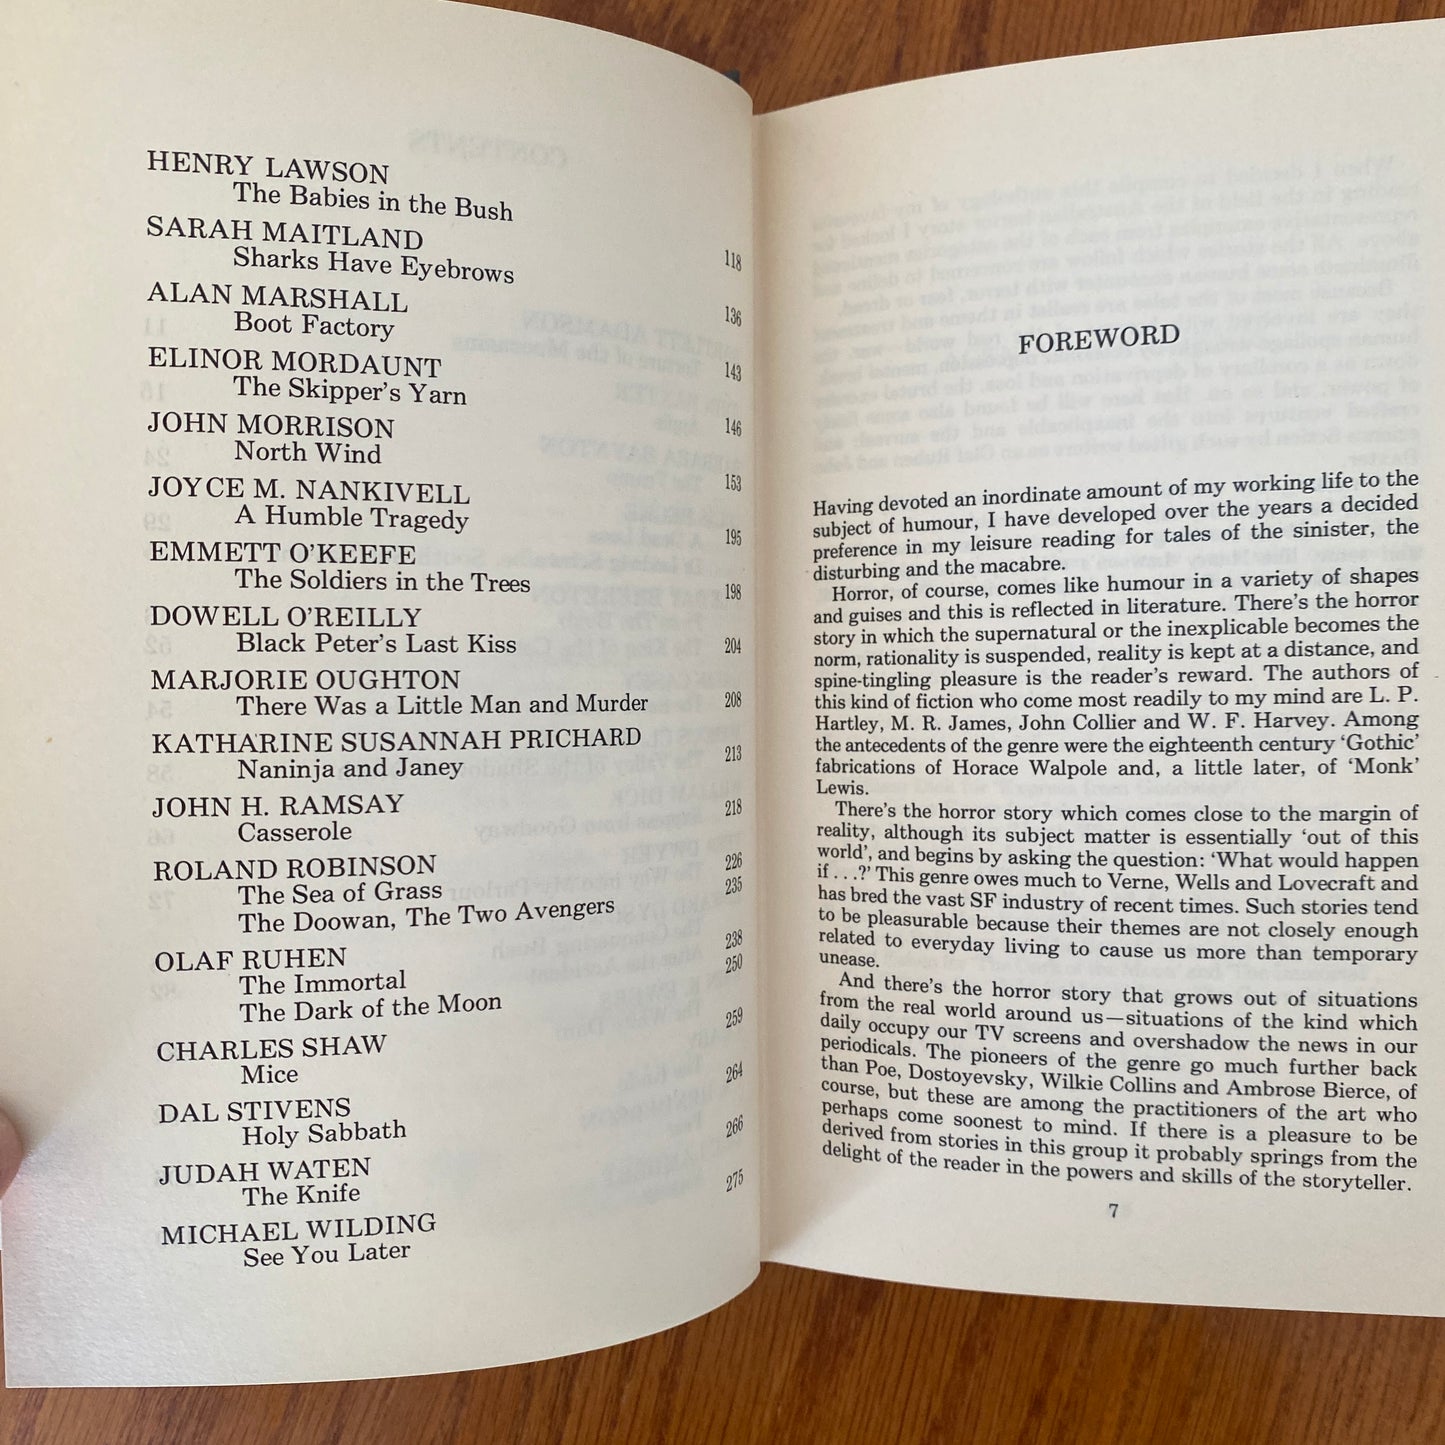 HENRY LAWSON
The Babies in the Bush
SARAH MAITLAND
Sharks Have Eyebrows 118
ALAN MARSHALL
Boot Factory 136
ELINOR MORDAUNT
The Skipper's Yarn 143
JOHN MORRISON
North Wind 146
JOYCE M. NANKIVELL 153
A Humble Tragedy
EMMETT O'KEEFE 195
The Soldiers in the Trees 198
DOWELL O'REILLY
Black Peter's Last Kiss 204
MARJORIE OUGHTON
There Was a Little Man and Murder 208
KATHARINE SUSANNAH PRICHARD
Naninja and Janey 213
JOHN H. RAMSAY 218
Casserole
ROLAND ROBINSON 226
The Sea of Grass 235
The Doowan, The Two Avengers
OLAF RUHEN 238
The Immortal 250
The Dark of the Moon
CHARLES SHAW 259
Mice
DAL STIVENS 264
Holy Sabbath
JUDAH WATEN 266
The Knife
MICHAEL WILDING 275
See You Later
FOREWORD
Having devoted an inordinate amount of my working life to the
subject of humour, I have developed over the years a decided
preference in my leisure reading for tales of the sinister, the
disturbing and the macabre.
Horror, of course, comes like humour in a variety of shapes
and guises and this is reflected in literature. There's the horror
story in which the supernatural or the inexplicable becomes the
norm, rationality is suspended, reality is kept at a distance, and
spine-tingling pleasure is the reader's reward. The authors of
this kind of fiction who come most readily to my mind are L. P.
Hartley, M. R. James, John Collier and W. F. Harvey. Among
the antecedents of the genre were the eighteenth century 'Gothic'
fabrications of Horace Walpole and, a little later, of 'Monk'
Lewis.
There's the horror story which comes close to the margin of
reality, although its subject matter is essentially 'out of this
world', and begins by asking the question: 'What would happen
if . . .?' This genre owes much to Verne, Wells and Lovecraft and
has bred the vast SF industry of recent times. Such stories tend
to be pleasurable because their themes are not closely enough
related to everyday living to cause us more than temporary
unease.
And there's the horror story that grows out of situations
from the real world around us—situations of the kind which
daily occupy our TV screens and overshadow the news in our
periodicals. The pioneers of the genre go much further back
than Poe, Dostoyevsky, Wilkie Collins and Ambrose Bierce, of
course, but these are among the practitioners of the art who
perhaps come soonest to mind. If there is a pleasure to be
derived from stories in this group it probably springs from the
delight of the reader in the powers and skills of the storyteller.
7